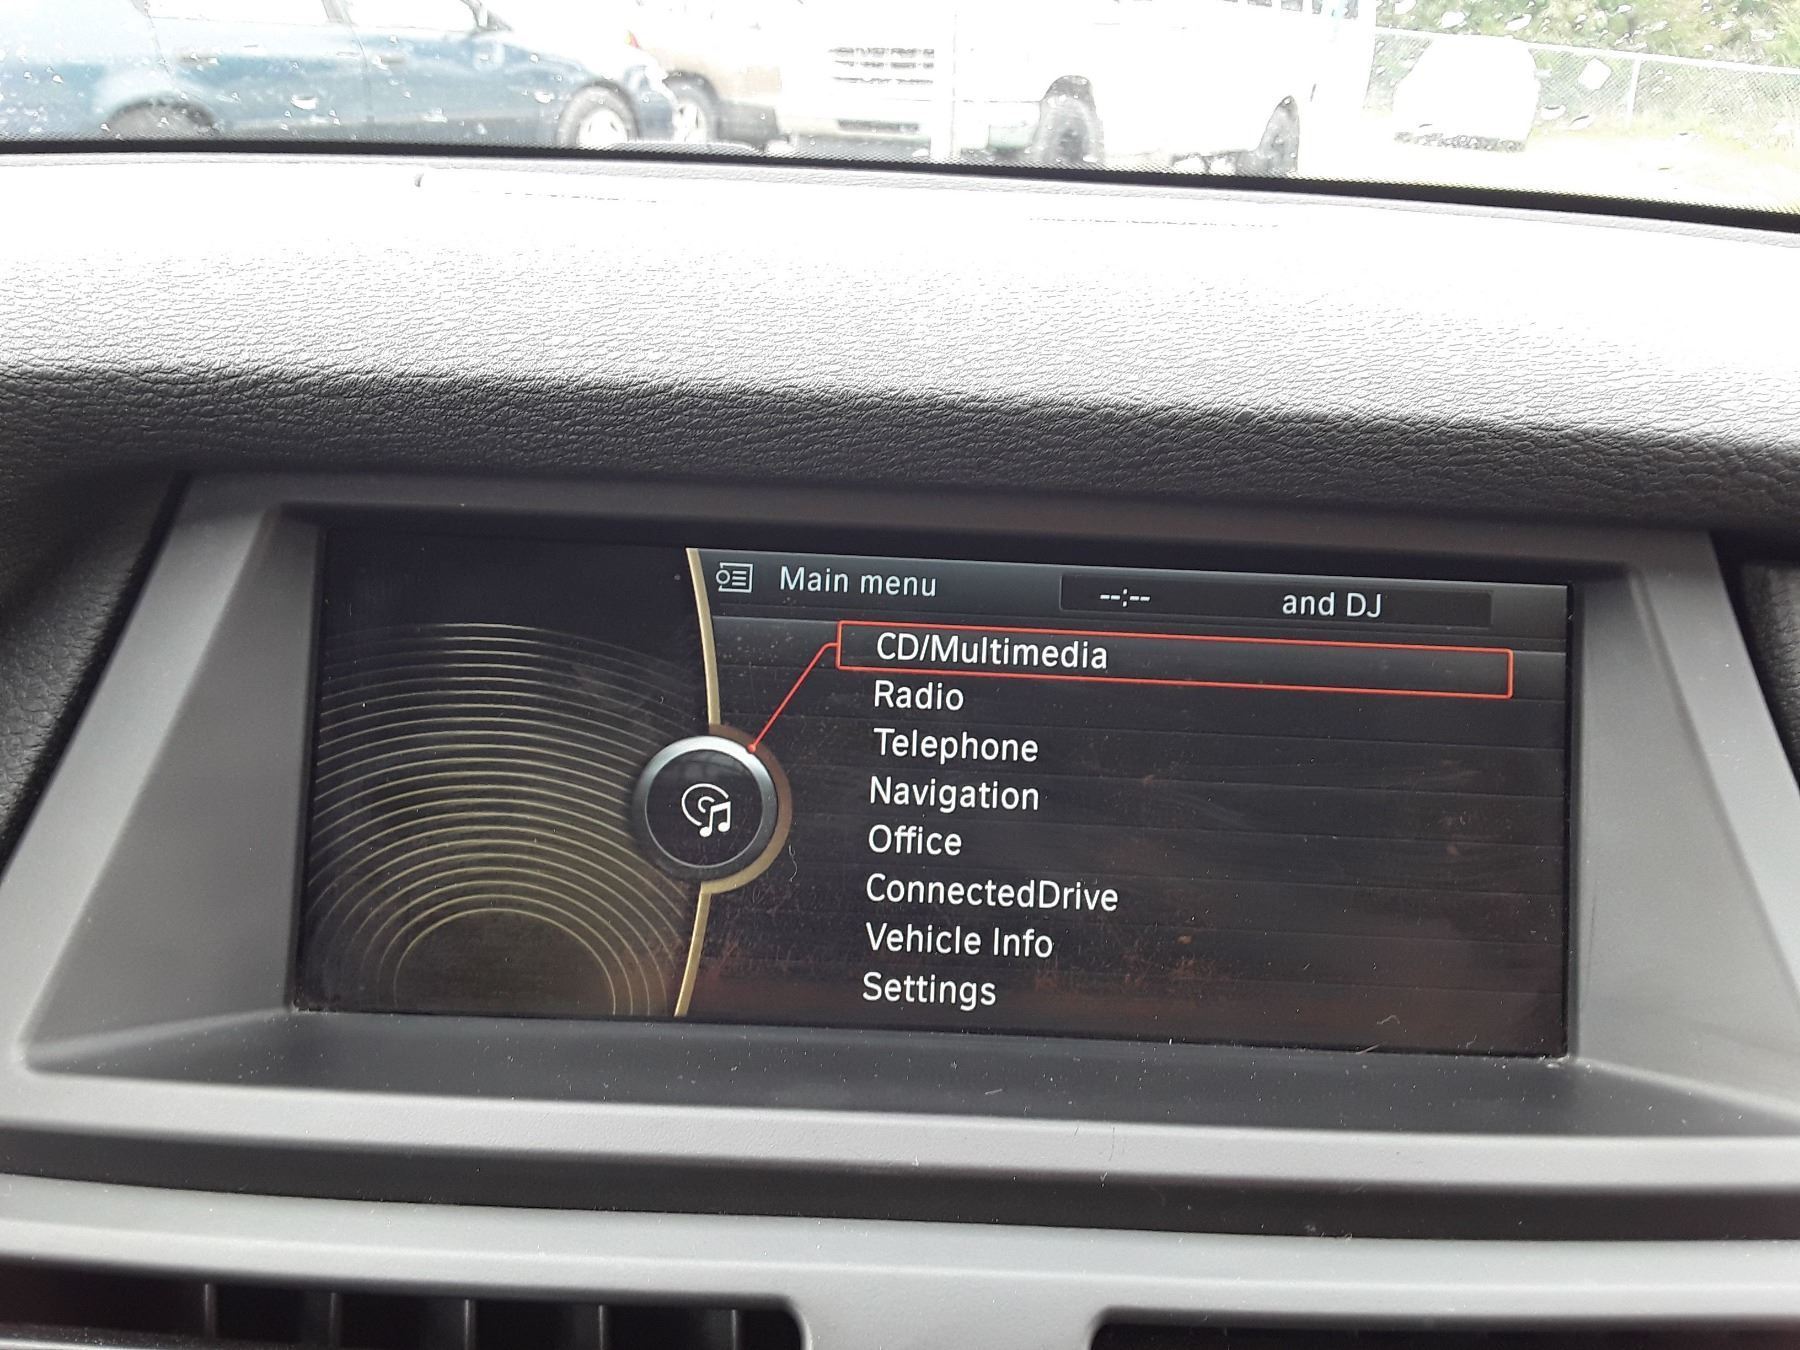 Main menu --:-- and DJ
CD/Multimedia
Radio
Telephone
Navigation
Office
ConnectedDrive
Vehicle Info
Settings